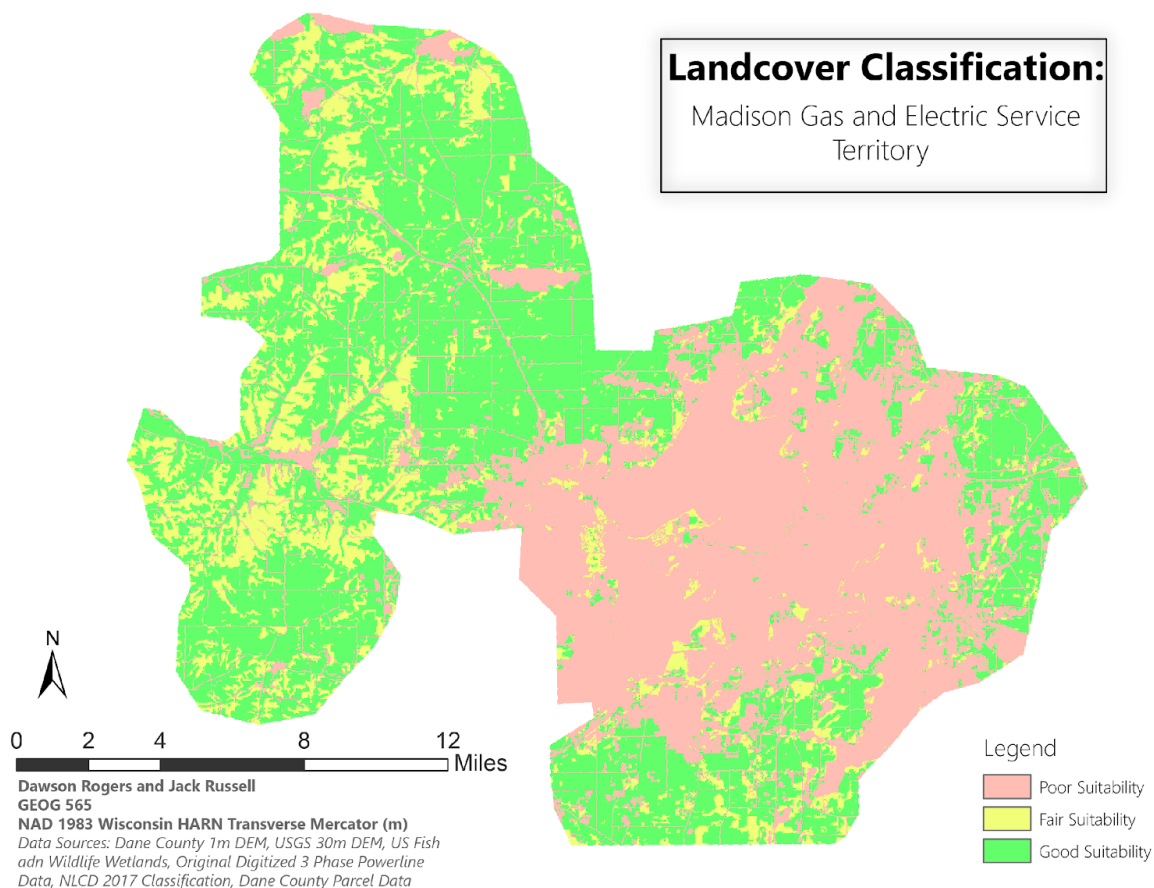 Landcover Classification:
Madison Gas and Electric Service
Territory
N
0 2 4 8 12
Miles
Dawson Rogers and Jack Russell
GEOG 565
NAD 1983 Wisconsin HARN Transverse Mercator (m)
Data Sources: Dane County 1m DEM, USGS 30m DEM, US Fish
adn Wildlife Wetlands, Original Digitized 3 Phase Powerline
Data, NLCD 2017 Classification, Dane County Parcel Data
Legend
Poor Suitability
Fair Suitability
Good Suitability